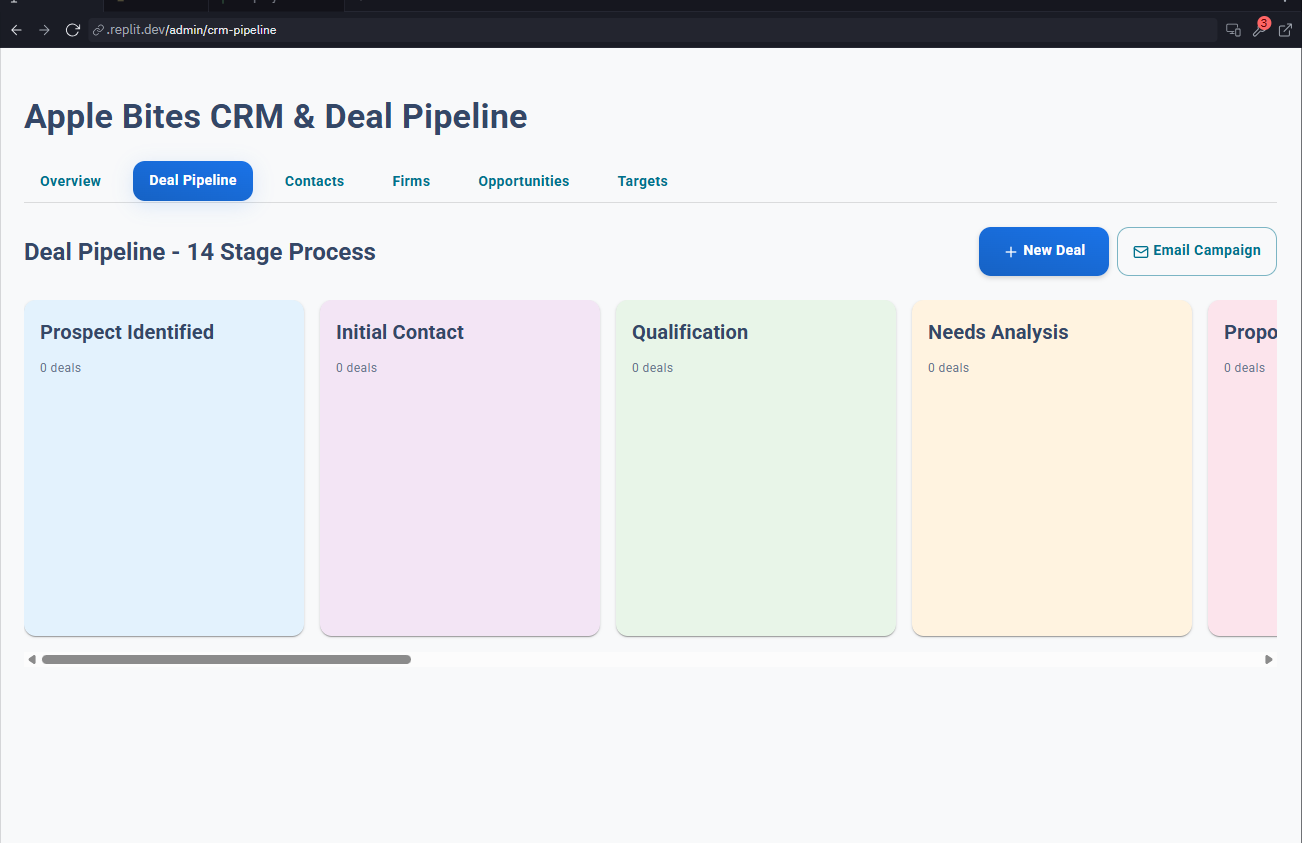 .replit.dev/admin/crm-pipeline
3
Apple Bites CRM & Deal Pipeline
Overview
Deal Pipeline
Contacts
Firms
Opportunities
Targets
Deal Pipeline - 14 Stage Process
+ New Deal
Email Campaign
Prospect Identified
0 deals
Initial Contact
0 deals
Qualification
0 deals
Needs Analysis
0 deals
Propo
0 deals